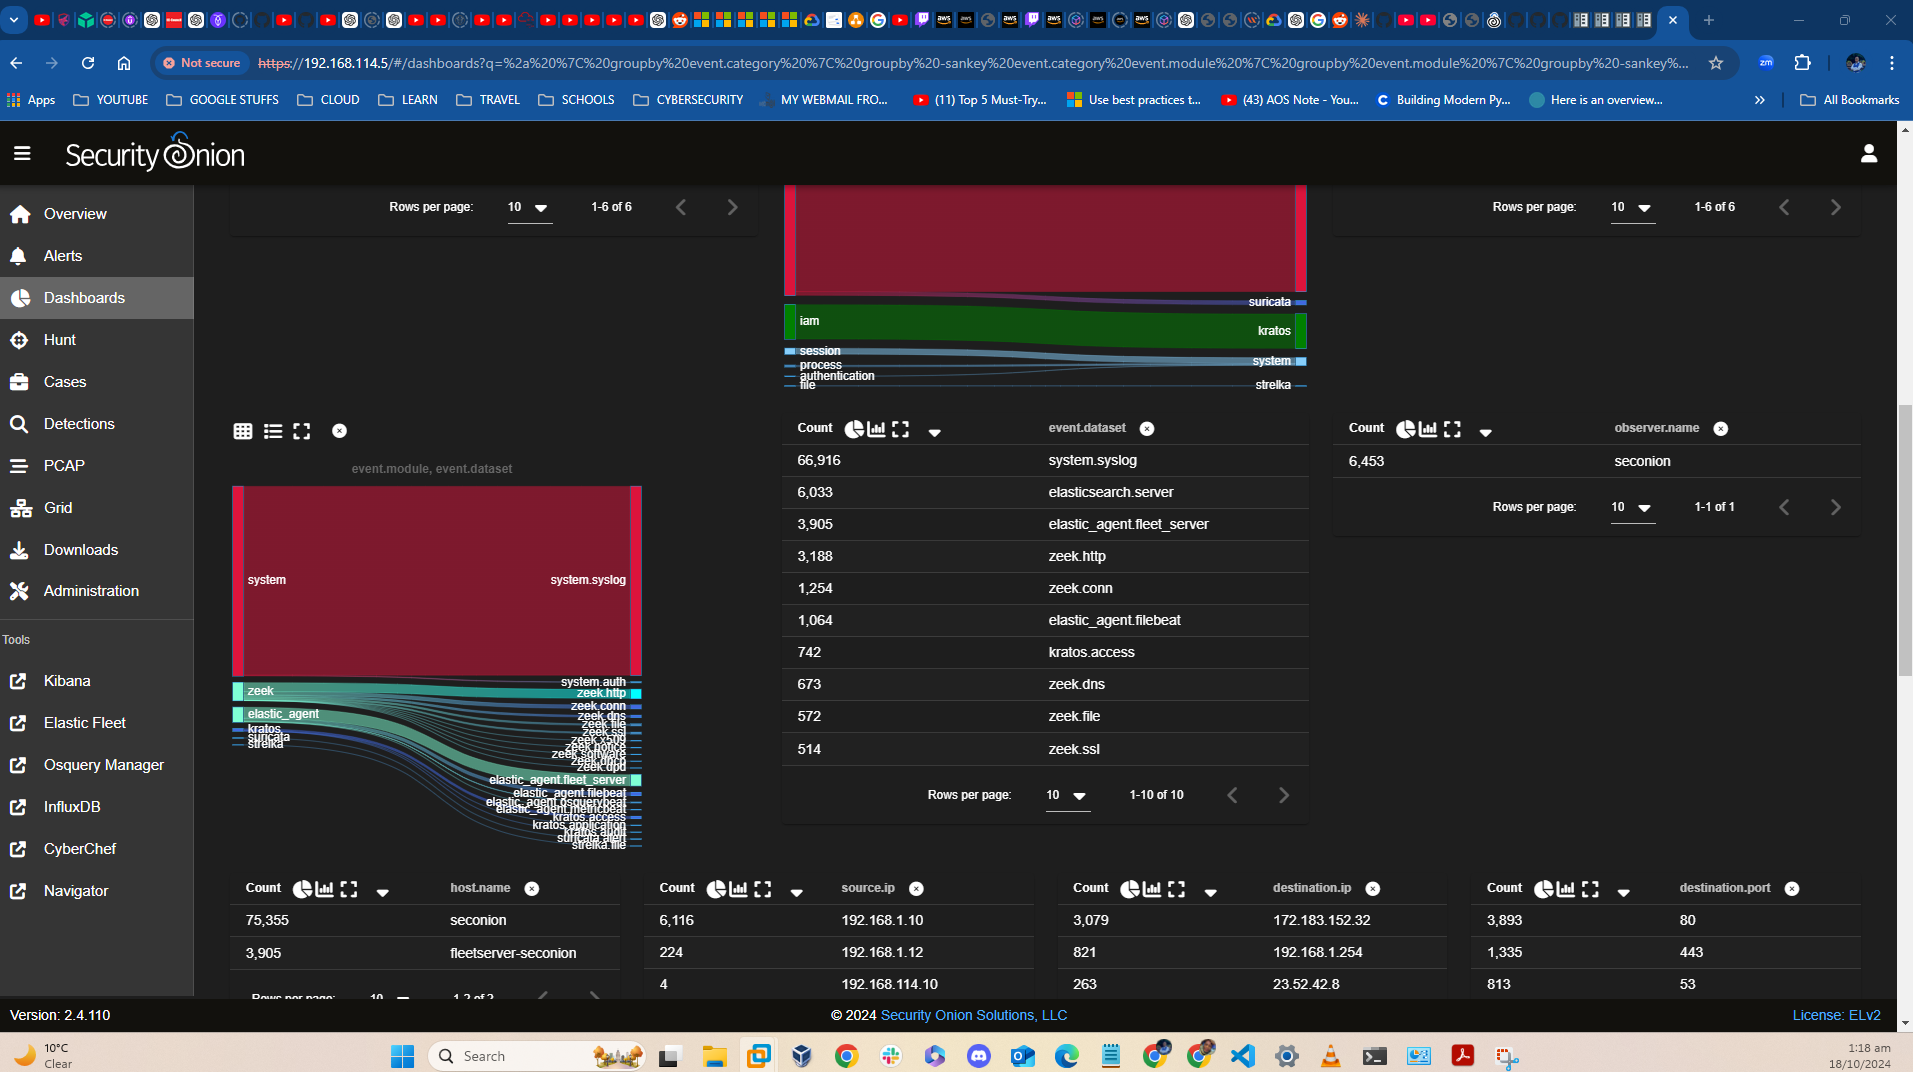 Not secure
https://192.168.114.5/#/dashboards?q=%2a%20%7C%20groupby%20event.category%20%7C%20groupby%20-sankey%20event.category%20event.module%20%7C%20groupby%20event.module%20%7C%20groupby%20-sankey%...
zm
Apps YOUTUBE GOOGLE STUFFS CLOUD LEARN TRAVEL SCHOOLS CYBERSECURITY MY WEBMAIL FRO... (11) Top 5 Must-Try... Use best practices t... (43) AOS Note - You... Building Modern Py... Here is an overview... » All Bookmarks
Security Onion
Overview
Alerts
Dashboards
Hunt
Cases
Detections
PCAP
Grid
Downloads
Administration
Tools
Kibana
Elastic Fleet
Osquery Manager
InfluxDB
CyberChef
Navigator
Rows per page: 10 1-6 of 6
suricata
iam
kratos
session
system
process
authentication
file
strelka
Rows per page: 10 1-6 of 6
event.module, event.dataset
system
system.syslog
system.auth
zeek
zeek.http
zeek.conn
elastic_agent
zeek.dns
zeek.file
kratos
zeek.ssl
suricata
zeek.x509
strelka
zeek.notice
zeek.software
zeek.dhcp
zeek.dpd
elastic_agent.fleet_server
elastic_agent.filebeat
elastic_agent.osquerybeat
elastic_agent.metricbeat
kratos.access
kratos.application
kratos.audit
suricata.alert
strelka.file
Count event.dataset
66,916 system.syslog
6,033 elasticsearch.server
3,905 elastic_agent.fleet_server
3,188 zeek.http
1,254 zeek.conn
1,064 elastic_agent.filebeat
742 kratos.access
673 zeek.dns
572 zeek.file
514 zeek.ssl
Rows per page: 10 1-10 of 10
Count observer.name
6,453 seconion
Rows per page: 10 1-1 of 1
Count host.name
75,355 seconion
3,905 fleetserver-seconion
Rows per page: 10 1-2 of 2
Count source.ip
6,116 192.168.1.10
224 192.168.1.12
4 192.168.114.10
Count destination.ip
3,079 172.183.152.32
821 192.168.1.254
263 23.52.42.8
Count destination.port
3,893 80
1,335 443
813 53
Version: 2.4.110
© 2024 Security Onion Solutions, LLC
License: ELv2
10°C
Clear
Search
1:18 am
18/10/2024